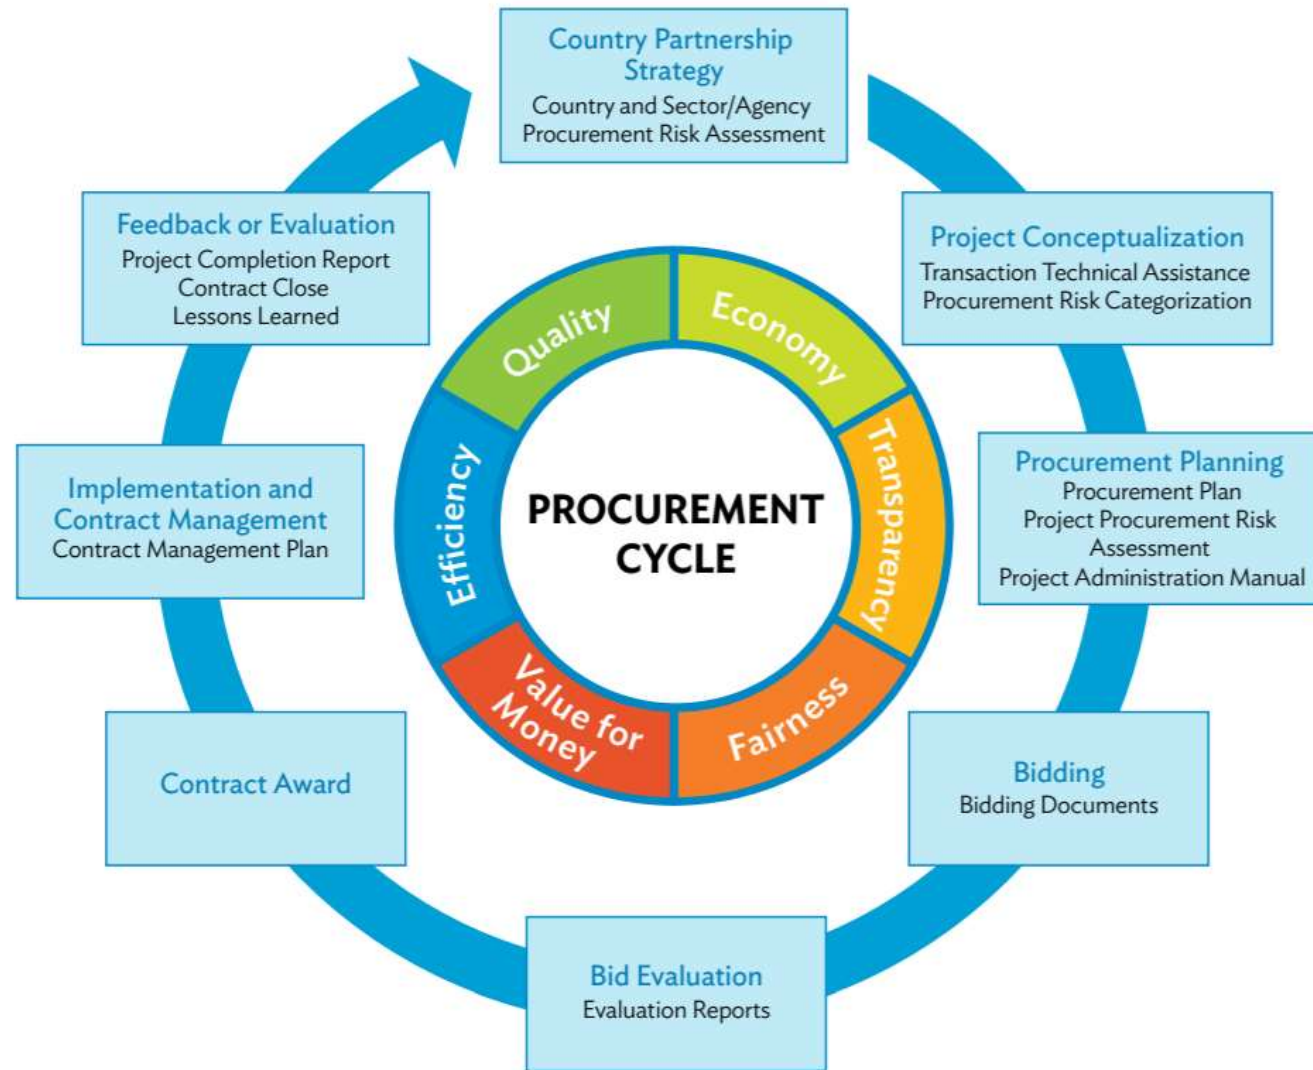 Country Partnership
Strategy
Country and Sector/Agency
Procurement Risk Assessment
Project Conceptualization
Transaction Technical Assistance
Procurement Risk Categorization
Procurement Planning
Procurement Plan
Project Procurement Risk
Assessment
Project Administration Manual
Bidding
Bidding Documents
Bid Evaluation
Evaluation Reports
Contract Award
Implementation and
Contract Management
Contract Management Plan
Feedback or Evaluation
Project Completion Report
Contract Close
Lessons Learned
PROCUREMENT
CYCLE
Economy
Transparency
Fairness
Value for
Money
Efficiency
Quality